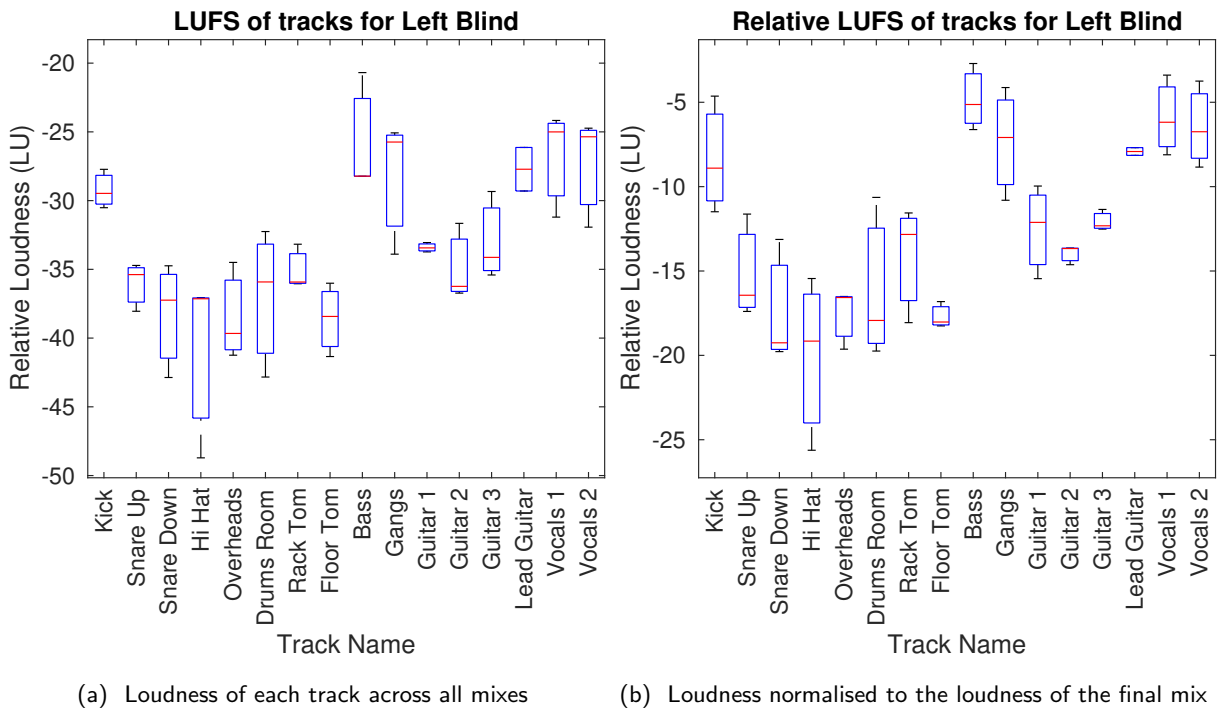 LUFS of tracks for Left Blind
Relative Loudness (LU)
-20
-25
-30
-35
-40
-45
-50
Kick
Snare Up
Snare Down
Hi Hat
Overheads
Drums Room
Rack Tom
Floor Tom
Bass
Gangs
Guitar 1
Guitar 2
Guitar 3
Lead Guitar
Vocals 1
Vocals 2
Track Name
(a) Loudness of each track across all mixes
Relative LUFS of tracks for Left Blind
Relative Loudness (LU)
-5
-10
-15
-20
-25
Kick
Snare Up
Snare Down
Hi Hat
Overheads
Drums Room
Rack Tom
Floor Tom
Bass
Gangs
Guitar 1
Guitar 2
Guitar 3
Lead Guitar
Vocals 1
Vocals 2
Track Name
(b) Loudness normalised to the loudness of the final mix